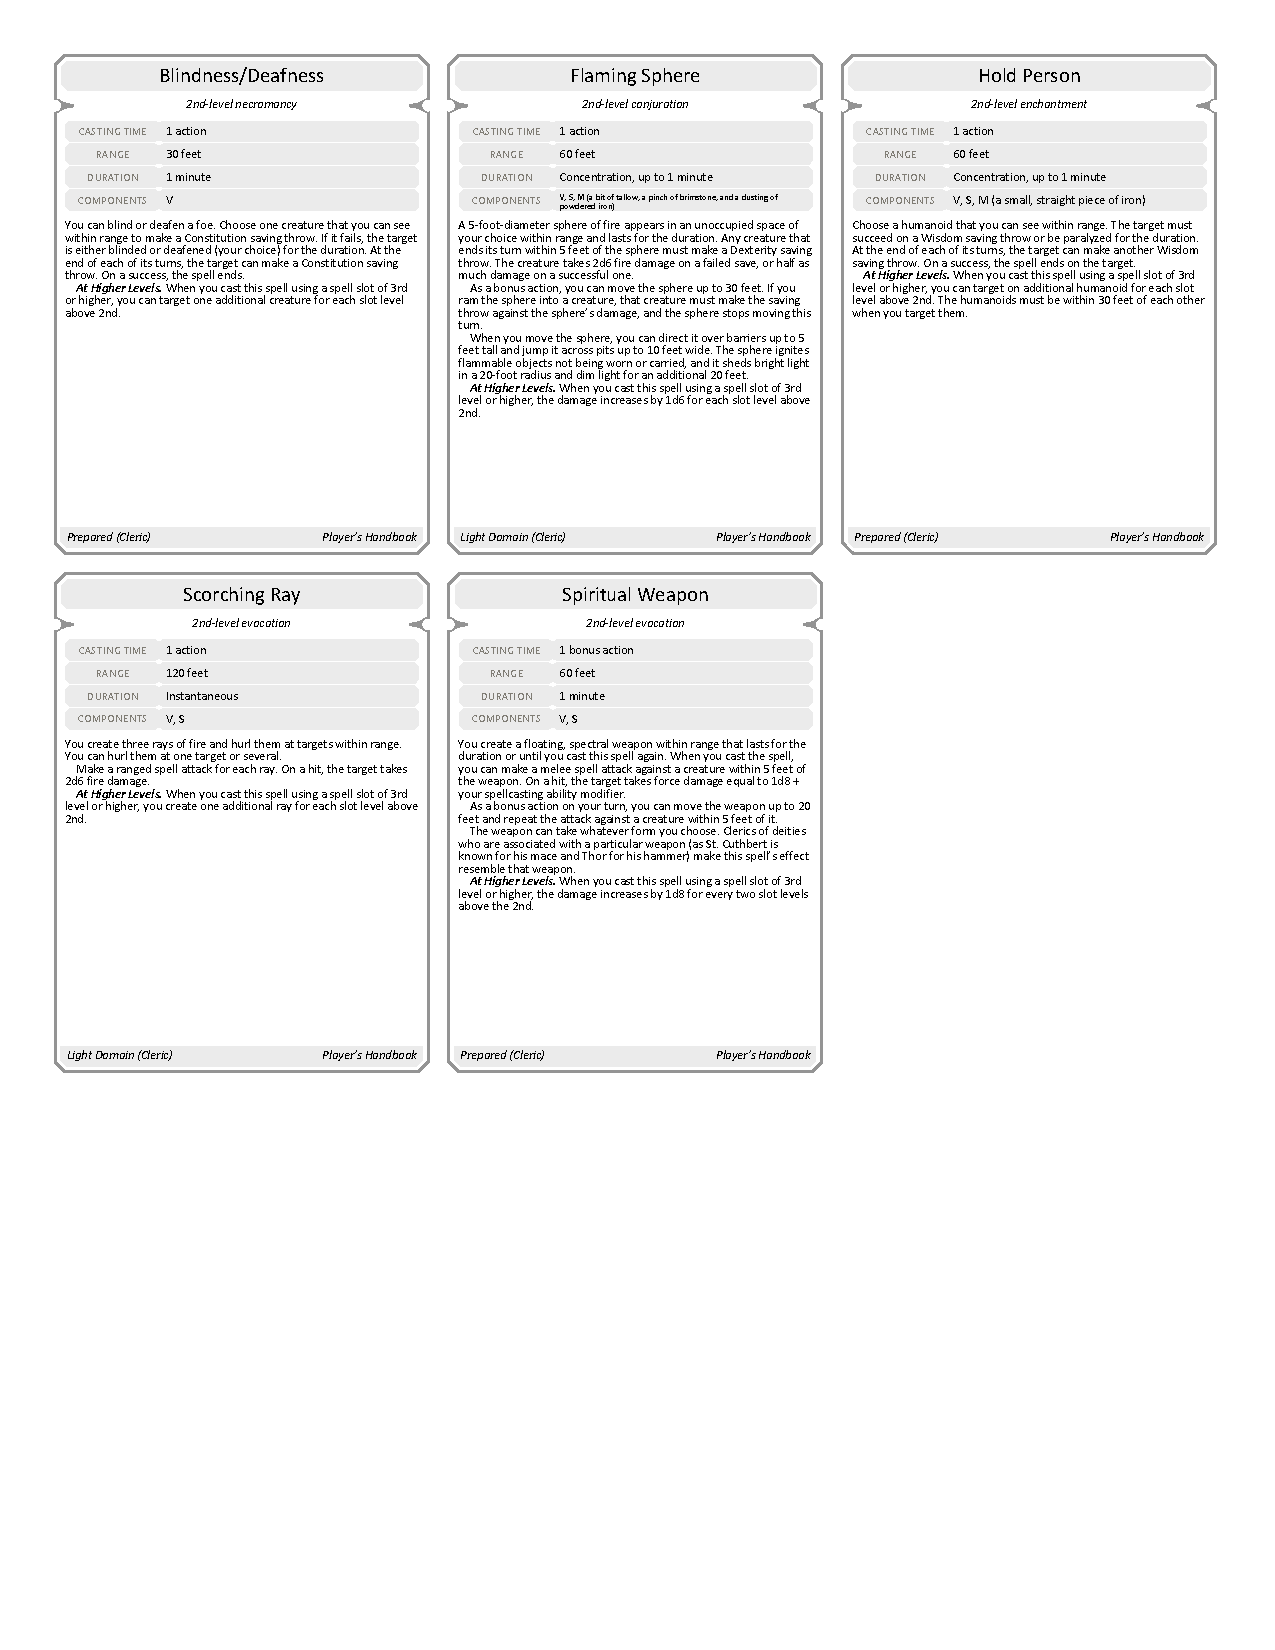 Blindness/Deafness
2nd-level necromancy
CASTING TIME 1 action
RANGE 30 feet
DURATION 1 minute
COMPONENTS V
You can blind or deafen a foe. Choose one creature that you can see
within range to make a Constitution saving throw. If it fails, the target
is either blinded or deafened (your choice) for the duration. At the
end of each of its turns, the target can make a Constitution saving
throw. On a success, the spell ends.
At Higher Levels. When you cast this spell using a spell slot of 3rd
or higher, you can target one additional creature for each slot level
above 2nd.
Prepared (Cleric) Player's Handbook
Flaming Sphere
2nd-level conjuration
CASTING TIME 1 action
RANGE 60 feet
DURATION Concentration, up to 1 minute
COMPONENTS V, S, M (a bit of tallow, a pinch of brimstone, and a dusting of
powdered iron)
A 5-foot-diameter sphere of fire appears in an unoccupied space of
your choice within range and lasts for the duration. Any creature that
ends its turn within 5 feet of the sphere must make a Dexterity saving
throw. The creature takes 2d6 fire damage on a failed save, or half as
much damage on a successful one.
As a bonus action, you can move the sphere up to 30 feet. If you
ram the sphere into a creature, that creature must make the saving
throw against the sphere's damage, and the sphere stops moving this
turn.
When you move the sphere, you can direct it over barriers up to 5
feet tall and jump it across pits up to 10 feet wide. The sphere ignites
flammable objects not being worn or carried, and it sheds bright light
in a 20-foot radius and dim light for an additional 20 feet.
At Higher Levels. When you cast this spell using a spell slot of 3rd
level or higher, the damage increases by 1d6 for each slot level above
2nd.
Light Domain (Cleric) Player's Handbook
Hold Person
2nd-level enchantment
CASTING TIME 1 action
RANGE 60 feet
DURATION Concentration, up to 1 minute
COMPONENTS V, S, M (a small, straight piece of iron)
Choose a humanoid that you can see within range. The target must
succeed on a Wisdom saving throw or be paralyzed for the duration.
At the end of each of its turns, the target can make another Wisdom
saving throw. On a success, the spell ends on the target.
At Higher Levels. When you cast this spell using a spell slot of 3rd
level or higher, you can target on additional humanoid for each slot
level above 2nd. The humanoids must be within 30 feet of each other
when you target them.
Prepared (Cleric) Player's Handbook
Scorching Ray
2nd-level evocation
CASTING TIME 1 action
RANGE 120 feet
DURATION Instantaneous
COMPONENTS V, S
You create three rays of fire and hurl them at targets within range.
You can hurl them at one target or several.
Make a ranged spell attack for each ray. On a hit, the target takes
2d6 fire damage.
At Higher Levels. When you cast this spell using a spell slot of 3rd
level or higher, you create one additional ray for each slot level above
2nd.
Light Domain (Cleric) Player's Handbook
Spiritual Weapon
2nd-level evocation
CASTING TIME 1 bonus action
RANGE 60 feet
DURATION 1 minute
COMPONENTS V, S
You create a floating, spectral weapon within range that lasts for the
duration or until you cast this spell again. When you cast the spell,
you can make a melee spell attack against a creature within 5 feet of
the weapon. On a hit, the target takes force damage equal to 1d8 +
your spellcasting ability modifier.
As a bonus action on your turn, you can move the weapon up to 20
feet and repeat the attack against a creature within 5 feet of it.
The weapon can take whatever form you choose. Clerics of deities
who are associated with a particular weapon (as St. Cuthbert is
known for his mace and Thor for his hammer) make this spell's effect
resemble that weapon.
At Higher Levels. When you cast this spell using a spell slot of 3rd
level or higher, the damage increases by 1d8 for every two slot levels
above the 2nd.
Prepared (Cleric) Player's Handbook